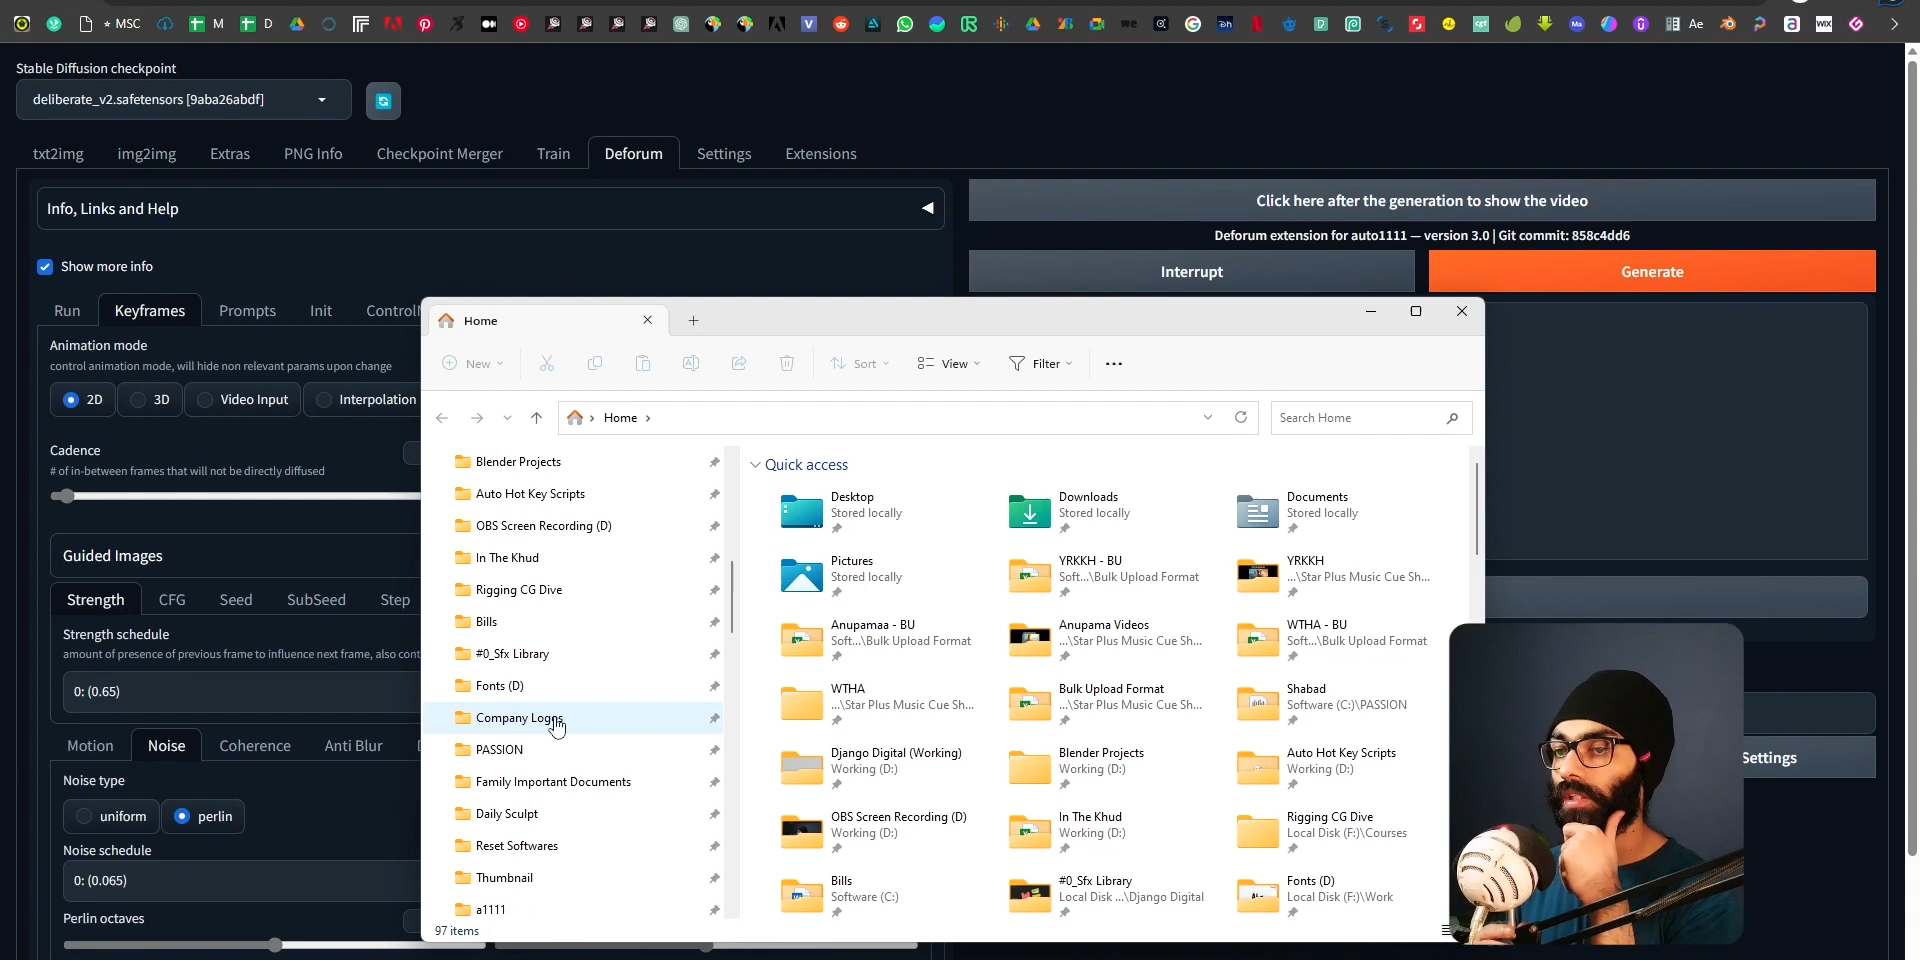 ★ MSC
M
D
Ae
Stable Diffusion checkpoint
deliberate_v2.safetensors [9aba26abdf]
txt2img
img2img
Extras
PNG Info
Checkpoint Merger
Train
Deforum
Settings
Extensions
Info, Links and Help
Click here after the generation to show the video
Deforum extension for auto1111 — version 3.0 | Git commit: 858c4dd6
Interrupt
Generate
Show more info
Run
Keyframes
Prompts
Init
Animation mode
control animation mode, will hide non relevant params upon change
2D
3D
Video Input
Interpolation
Cadence
# of in-between frames that will not be directly diffused
Guided Images
Strength
CFG
Seed
SubSeed
Step
Strength schedule
amount of presence of previous frame to influence next frame, also
0: (0.65)
Motion
Noise
Coherence
Anti Blur
Noise type
uniform
perlin
Noise schedule
0: (0.065)
Perlin octaves
Home
New
Sort
View
Filter
Home
Search Home
Blender Projects
Auto Hot Key Scripts
OBS Screen Recording (D)
In The Khud
Rigging CG Dive
Bills
#0_Sfx Library
Fonts (D)
Company Logos
PASSION
Family Important Documents
Daily Sculpt
Reset Softwares
Thumbnail
a1111
97 items
Quick access
Desktop
Stored locally
Downloads
Stored locally
Documents
Stored locally
Pictures
Stored locally
YRKKH - BU
Soft...\Bulk Upload Format
YRKKH
...\Star Plus Music Cue Sh...
Anupamaa - BU
Soft...\Bulk Upload Format
Anupama Videos
...\Star Plus Music Cue Sh...
WTHA - BU
Soft...\Bulk Upload Format
WTHA
...\Star Plus Music Cue Sh...
Bulk Upload Format
...\Star Plus Music Cue Sh...
Shabad
Software (C:)\PASSION
Django Digital (Working)
Working (D:)
Blender Projects
Working (D:)
Auto Hot Key Scripts
Working (D:)
OBS Screen Recording (D)
Working (D:)
In The Khud
Working (D:)
Rigging CG Dive
Local Disk (F:)\Courses
Bills
Software (C:)
#0_Sfx Library
Local Disk ...\Django Digital
Fonts (D)
Local Disk (F:)\Work
Settings